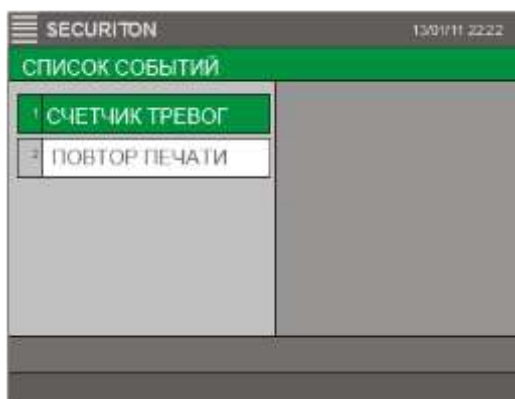 SECURITON
13/01/11 22:22
СПИСОК СОБЫТИЙ
1 СЧЕТЧИК ТРЕВОГ
2 ПОВТОР ПЕЧАТИ